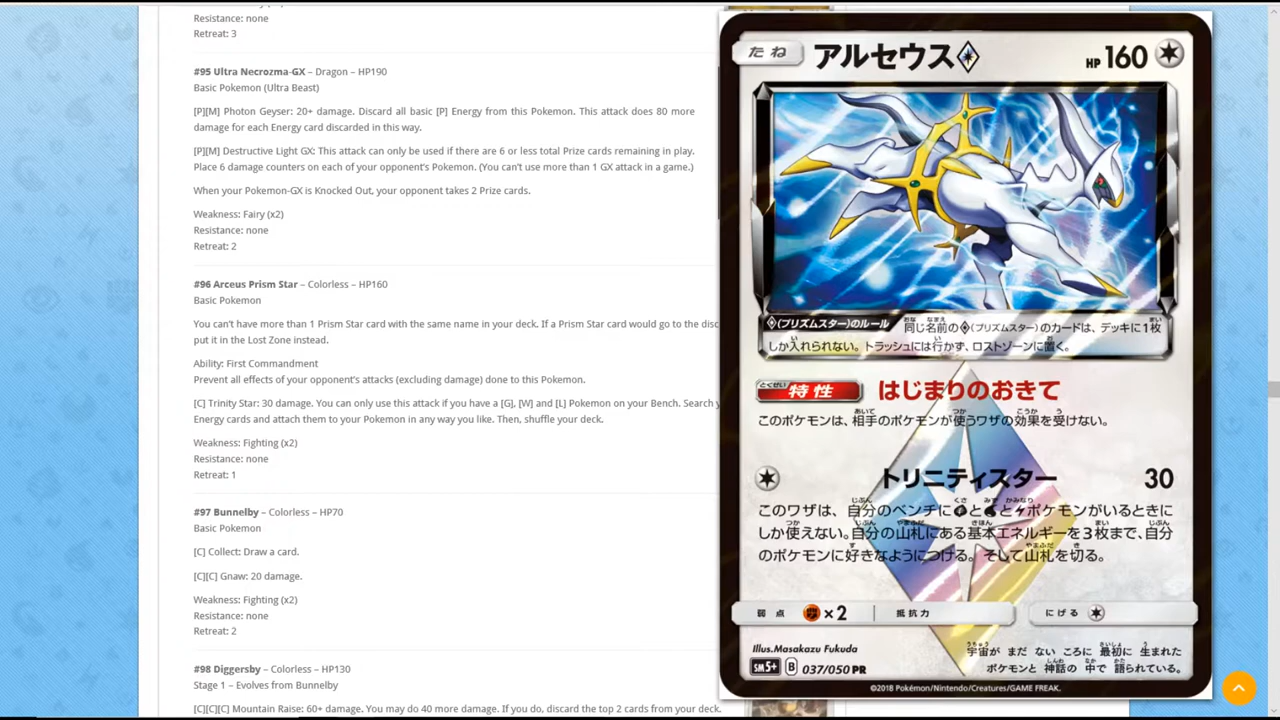 Resistance: none
Retreat: 3
#95 Ultra Necrozma-GX – Dragon – HP190
Basic Pokemon (Ultra Beast)
[P][M] Photon Geyser: 20+ damage. Discard all basic [P] Energy from this Pokemon. This attack does 80 more
damage for each Energy card discarded in this way.
[P][M] Destructive Light GX: This attack can only be used if there are 6 or less total Prize cards remaining in play.
Place 6 damage counters on each of your opponent's Pokemon. (You can't use more than 1 GX attack in a game.)
When your Pokemon-GX is Knocked Out, your opponent takes 2 Prize cards.
Weakness: Fairy (x2)
Resistance: none
Retreat: 2
#96 Arceus Prism Star – Colorless – HP160
Basic Pokemon
You can't have more than 1 Prism Star card with the same name in your deck. If a Prism Star card would go to the disc
put it in the Lost Zone instead.
Ability: First Commandment
Prevent all effects of your opponent's attacks (excluding damage) done to this Pokemon.
[C] Trinity Star: 30 damage. You can only use this attack if you have a [G], [W] and [L] Pokemon on your Bench. Search
Energy cards and attach them to your Pokemon in any way you like. Then, shuffle your deck.
Weakness: Fighting (x2)
Resistance: none
Retreat: 1
#97 Bunnelby – Colorless – HP70
Basic Pokemon
[C] Collect: Draw a card.
[C][C] Gnaw: 20 damage.
Weakness: Fighting (x2)
Resistance: none
Retreat: 2
#98 Diggersby – Colorless – HP130
Stage 1 – Evolves from Bunnelby
[C][C][C] Mountain Raise: 60+ damage. You may do 40 more damage. If you do, discard the top 2 cards from your deck.
たね アルセウス HP 160
(プリズムスター)のルール 同じ名前の(プリズムスター)のカードは、デッキに1枚
しか入れられない。トラッシュには行かず、ロストゾーンに置く。
特性 はじまりのおきて
このポケモンは、相手のポケモンが使うワザの効果を受けない。
トリニティスター 30
このワザは、自分のベンチにとととポケモンがいるときに
しか使えない。自分の山札にある基本エネルギーを3枚まで、自分
のポケモンに好きなようにつける。そして山札を切る。
弱点 ×2 抵抗力 にげる
Illus.Masakazu Fukuda
SM5+ B 037/050 PR
宇宙が まだ ない ころに 最初に 生まれた
ポケモンと 神話の 中で 語られている。
©2018 Pokémon/Nintendo/Creatures/GAME FREAK.